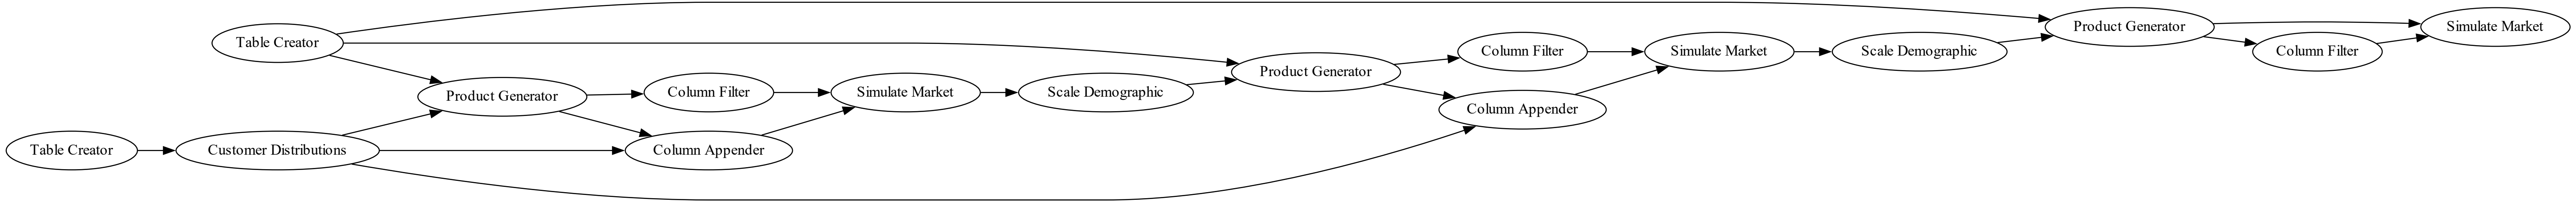 Table Creator
Customer Distributions
Table Creator
Product Generator
Column Filter
Column Appender
Simulate Market
Scale Demographic
Product Generator
Column Filter
Column Appender
Simulate Market
Scale Demographic
Product Generator
Column Filter
Simulate Market